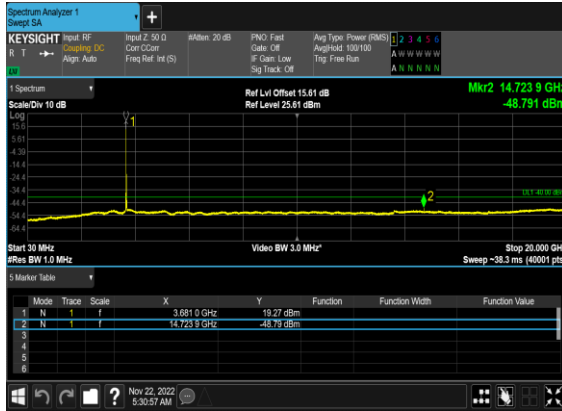 Spectrum Analyzer 1
Swept SA
+
KEYSIGHT Input: RF Input Z: 50 Ω #Atten: 20 dB PNO: Fast Avg Type: Power (RMS) 1 2 3 4 5 6
R T Coupling: DC Corr CCorr Gate: Off Avg|Hold: 100/100 A W W W W W
Align: Auto Freq Ref: Int (S) IF Gain: Low Trig: Free Run
Sig Track: Off A N N N N N
LU
1 Spectrum Ref Lvl Offset 15.61 dB Mkr2 14.723 9 GHz
Scale/Div 10 dB Ref Level 25.61 dBm -48.791 dBm
Log
1
15.6
5.61
-4.39
-14.4
-24.4
-34.4
2 DL1 -40.00 dBm
-44.4
-54.4
-64.4
Start 30 MHz Video BW 3.0 MHz* Stop 20.000 GHz
#Res BW 1.0 MHz Sweep ~38.3 ms (40001 pts)
5 Marker Table
Mode Trace Scale X Y Function Function Width Function Value
1 N 1 f 3.681 0 GHz 19.27 dBm
2 N 1 f 14.723 9 GHz -48.79 dBm
3
4
5
6
? Nov 22, 2022
5:30:57 AM